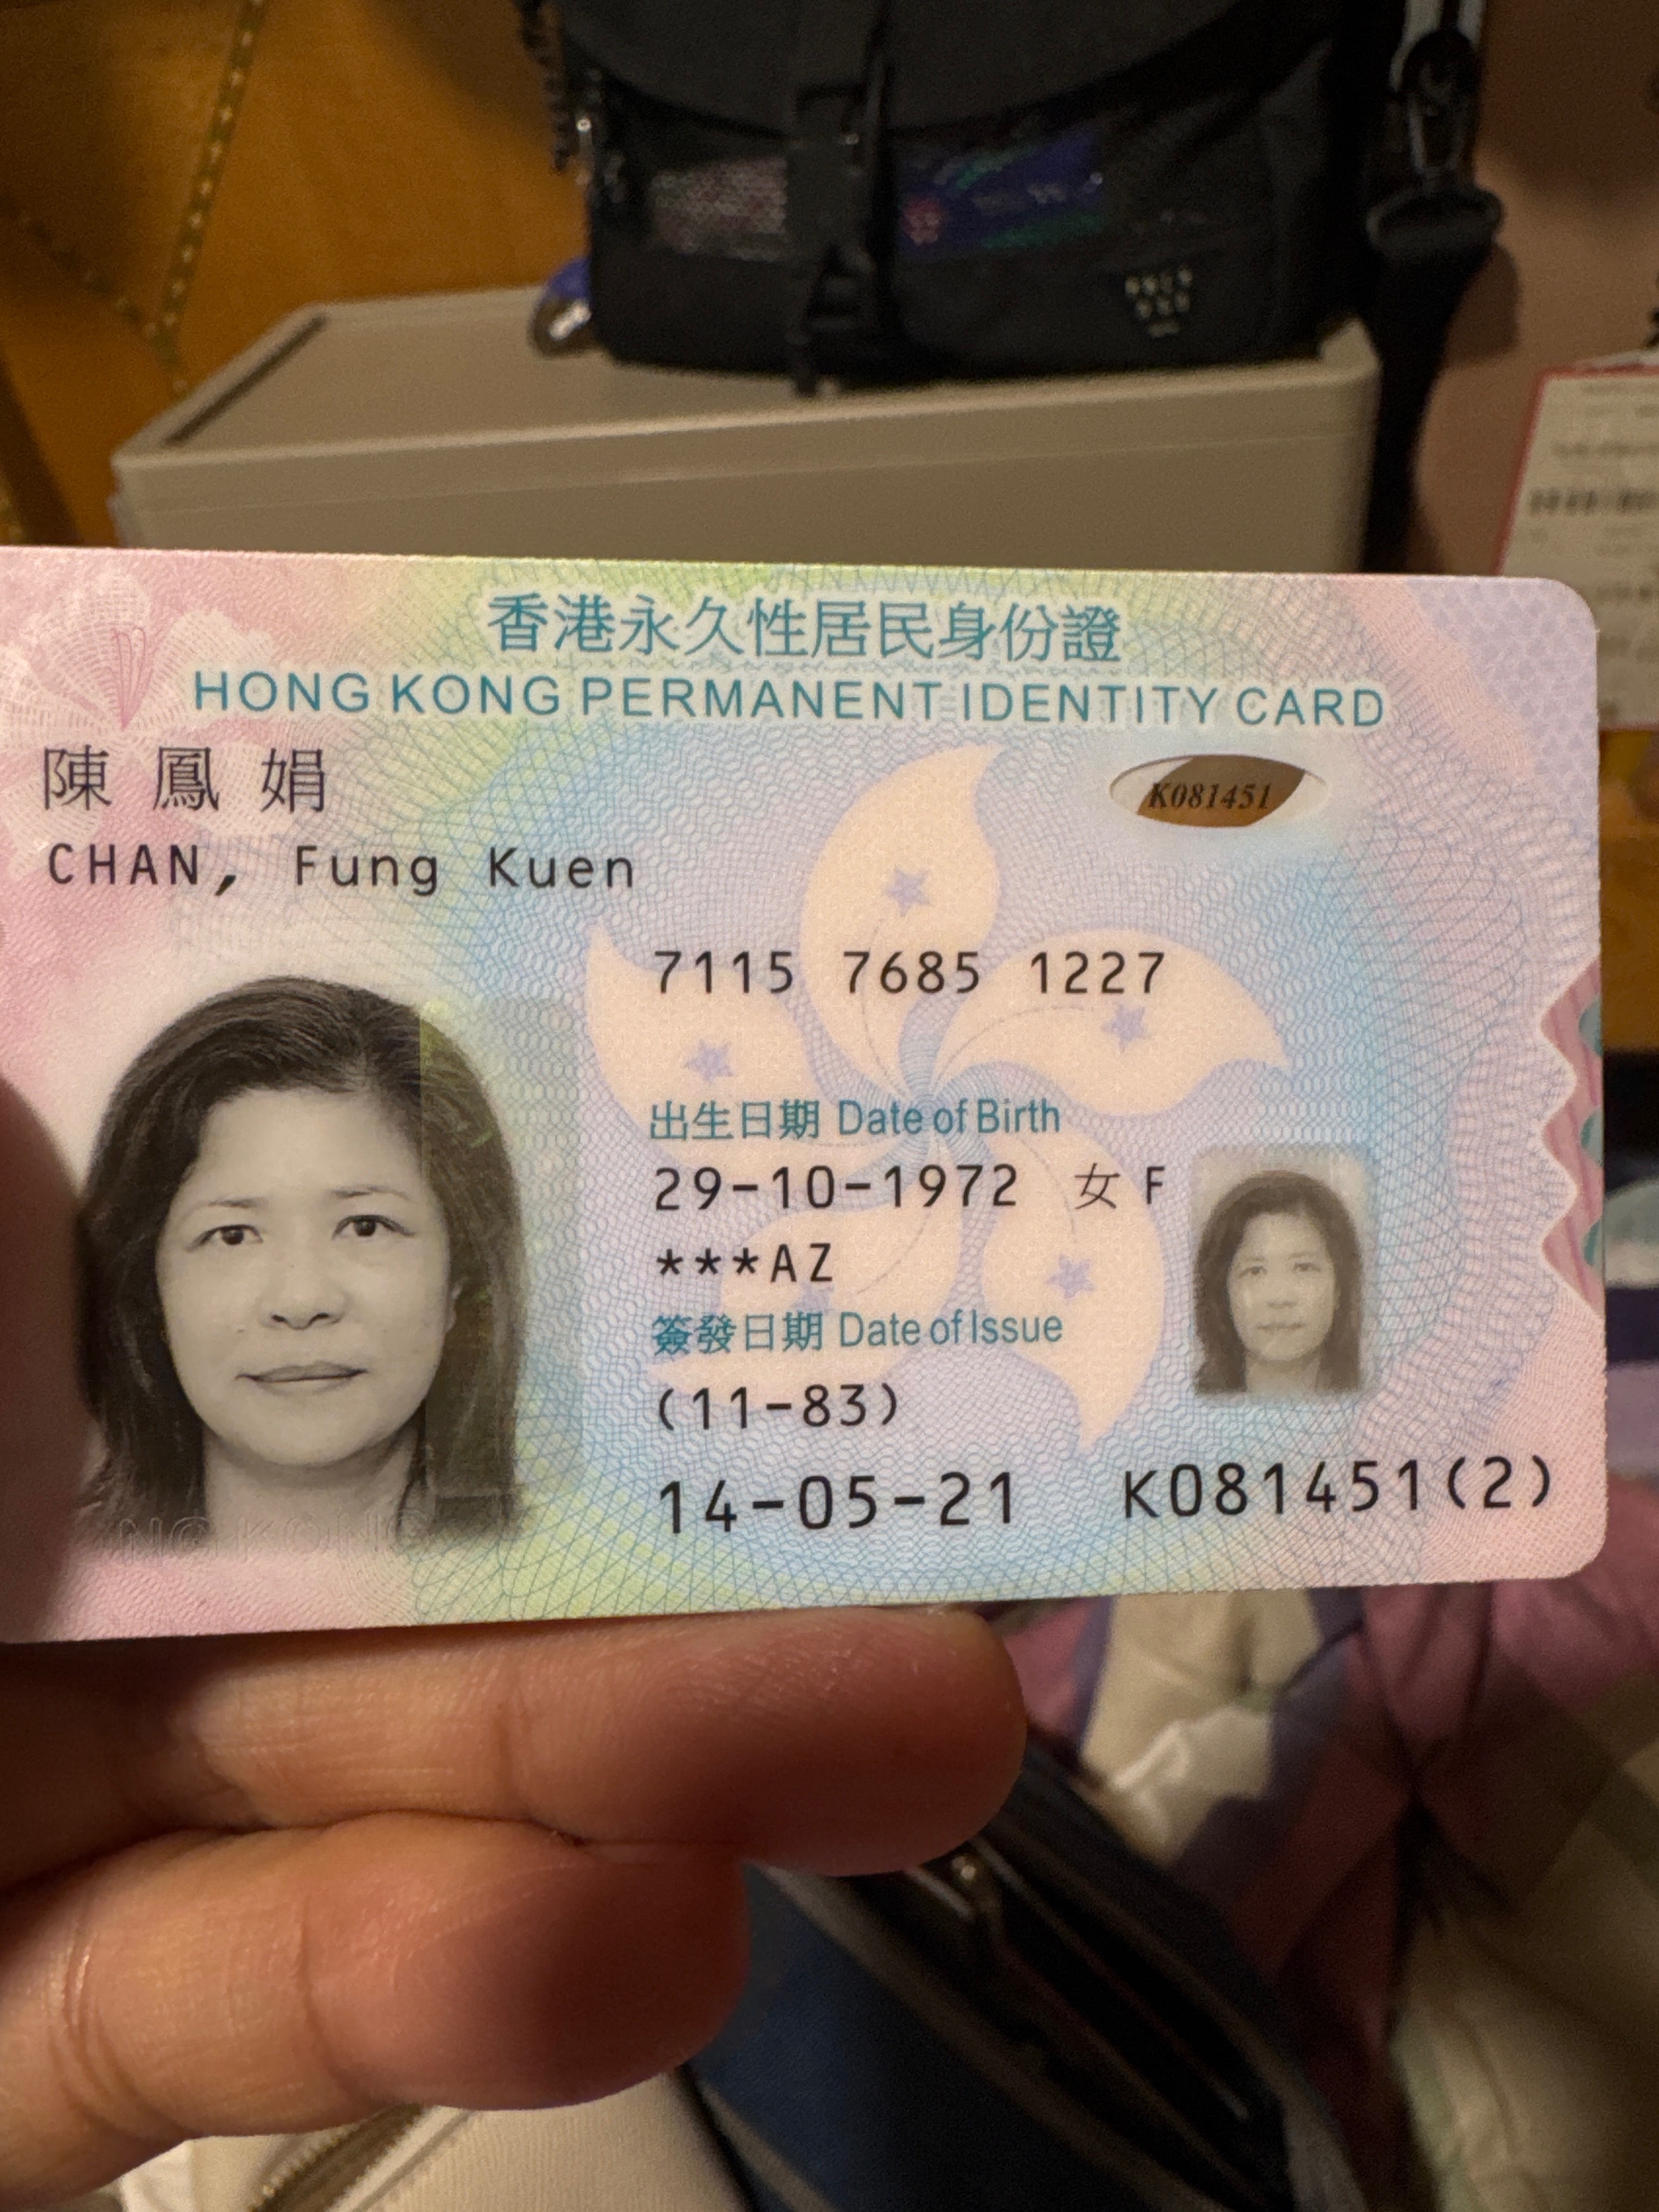 香港永久性居民身份證
HONG KONG PERMANENT IDENTITY CARD
陳鳳娟
K081451
CHAN, Fung Kuen
7115 7685 1227
出生日期 Date of Birth
29-10-1972 女 F
***AZ
簽發日期 Date of Issue
(11-83)
14-05-21 K081451(2)